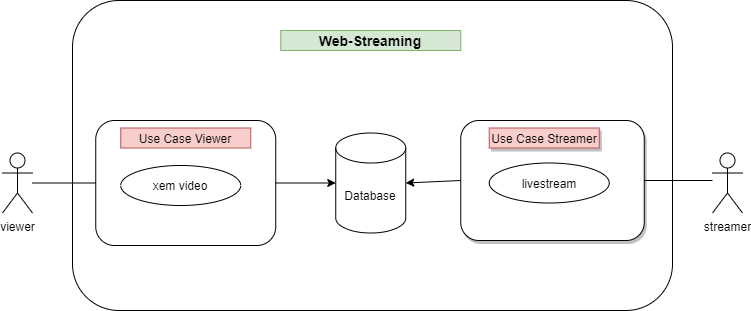 Web-Streaming
Use Case Viewer
Use Case Streamer
xem video
livestream
Database
viewer
streamer